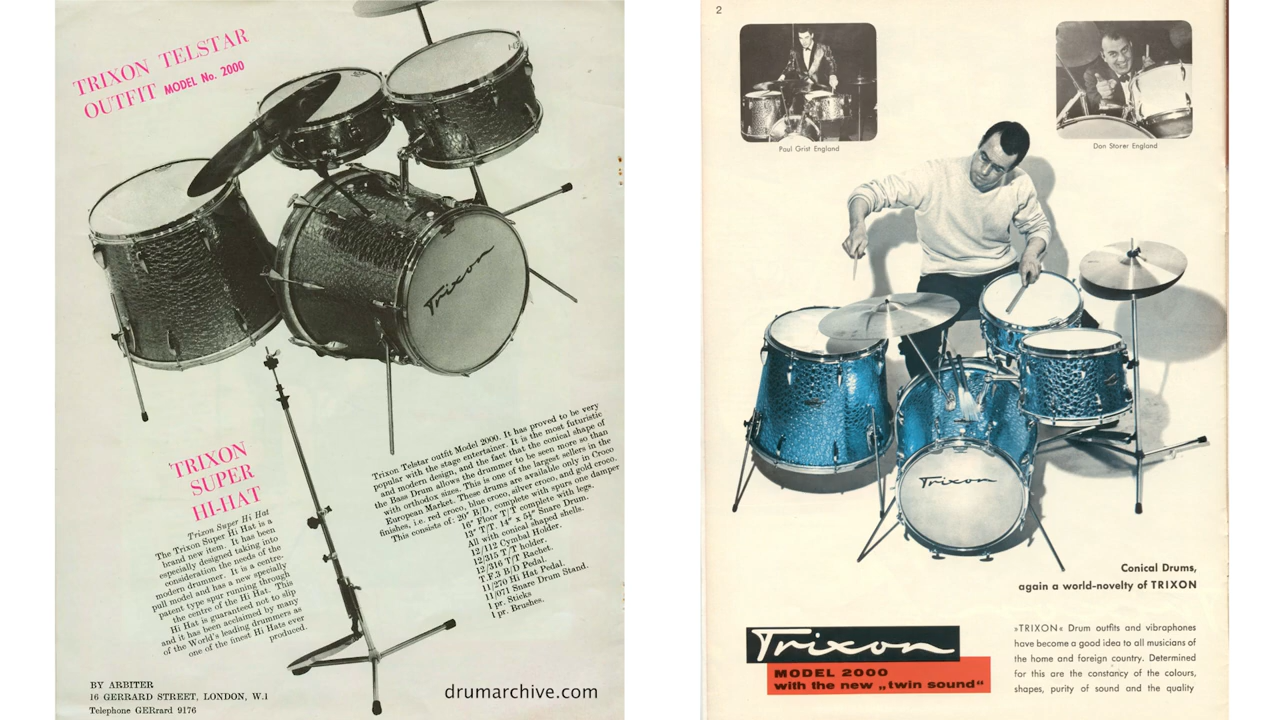 TRIXON TELSTAR
OUTFIT MODEL No. 2000
Trixon
TRIXON
SUPER
HI-HAT
Trixon Super Hi Hat
The Trixon Super Hi Hat is a
brand new item. It has been
especially designed taking into
consideration the needs of the
modern drummer. It is a centre-
pull model and has a new specially
patent type spur running through
the centre of the Hi Hat. This
Hi Hat is guaranteed not to slip
and it has been acclaimed by many
of the World's leading drummers as
one of the finest Hi Hats ever
produced.
Trixon Telstar outfit Model 2000. It has proved to be very
popular with the stage entertainer. It is the most futuristic
and modern design, and the fact that the conical shape of
the Bass Drum allows the drummer to be seen more so than
with orthodox sizes. This is one of the largest sellers in the
European Market. These drums are available only in Croco
finishes, i.e. red croco, blue croco, silver croco, and gold croco.
This consists of: 20" B/D, complete with spurs one damper
16" Floor T/T complete with legs.
13" T/T. 14" x 5½" Snare Drum.
All with conical shaped shells.
12/112 Cymbal Holder.
12/315 T/T holder.
12/316 T/T Rachet.
T.F.3 B/D Pedal.
11/270 Hi Hat Pedal.
11/071 Snare Drum Stand.
1 pr. Sticks
1 pr. Brushes.
BY ARBITER
16 GERRARD STREET, LONDON, W.1
Telephone GERrard 9176
drumarchive.com
2
Paul Grist England
Don Storer England
Trixon
Conical Drums,
again a world-novelty of TRIXON
Trixon
MODEL 2000
with the new „twin sound“
»TRIXON« Drum outfits and vibraphones
have become a good idea to all musicians of
the home and foreign country. Determined
for this are the constancy of the colours,
shapes, purity of sound and the quality